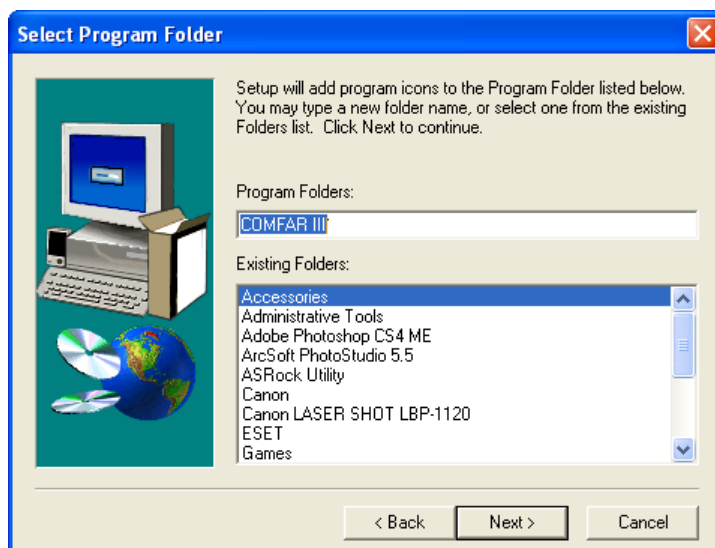 Select Program Folder
Setup will add program icons to the Program Folder listed below.
You may type a new folder name, or select one from the existing
Folders list. Click Next to continue.
Program Folders:
COMFAR III
Existing Folders:
Accessories
Administrative Tools
Adobe Photoshop CS4 ME
ArcSoft PhotoStudio 5.5
ASRock Utility
Canon
Canon LASER SHOT LBP-1120
ESET
Games
< Back
Next >
Cancel